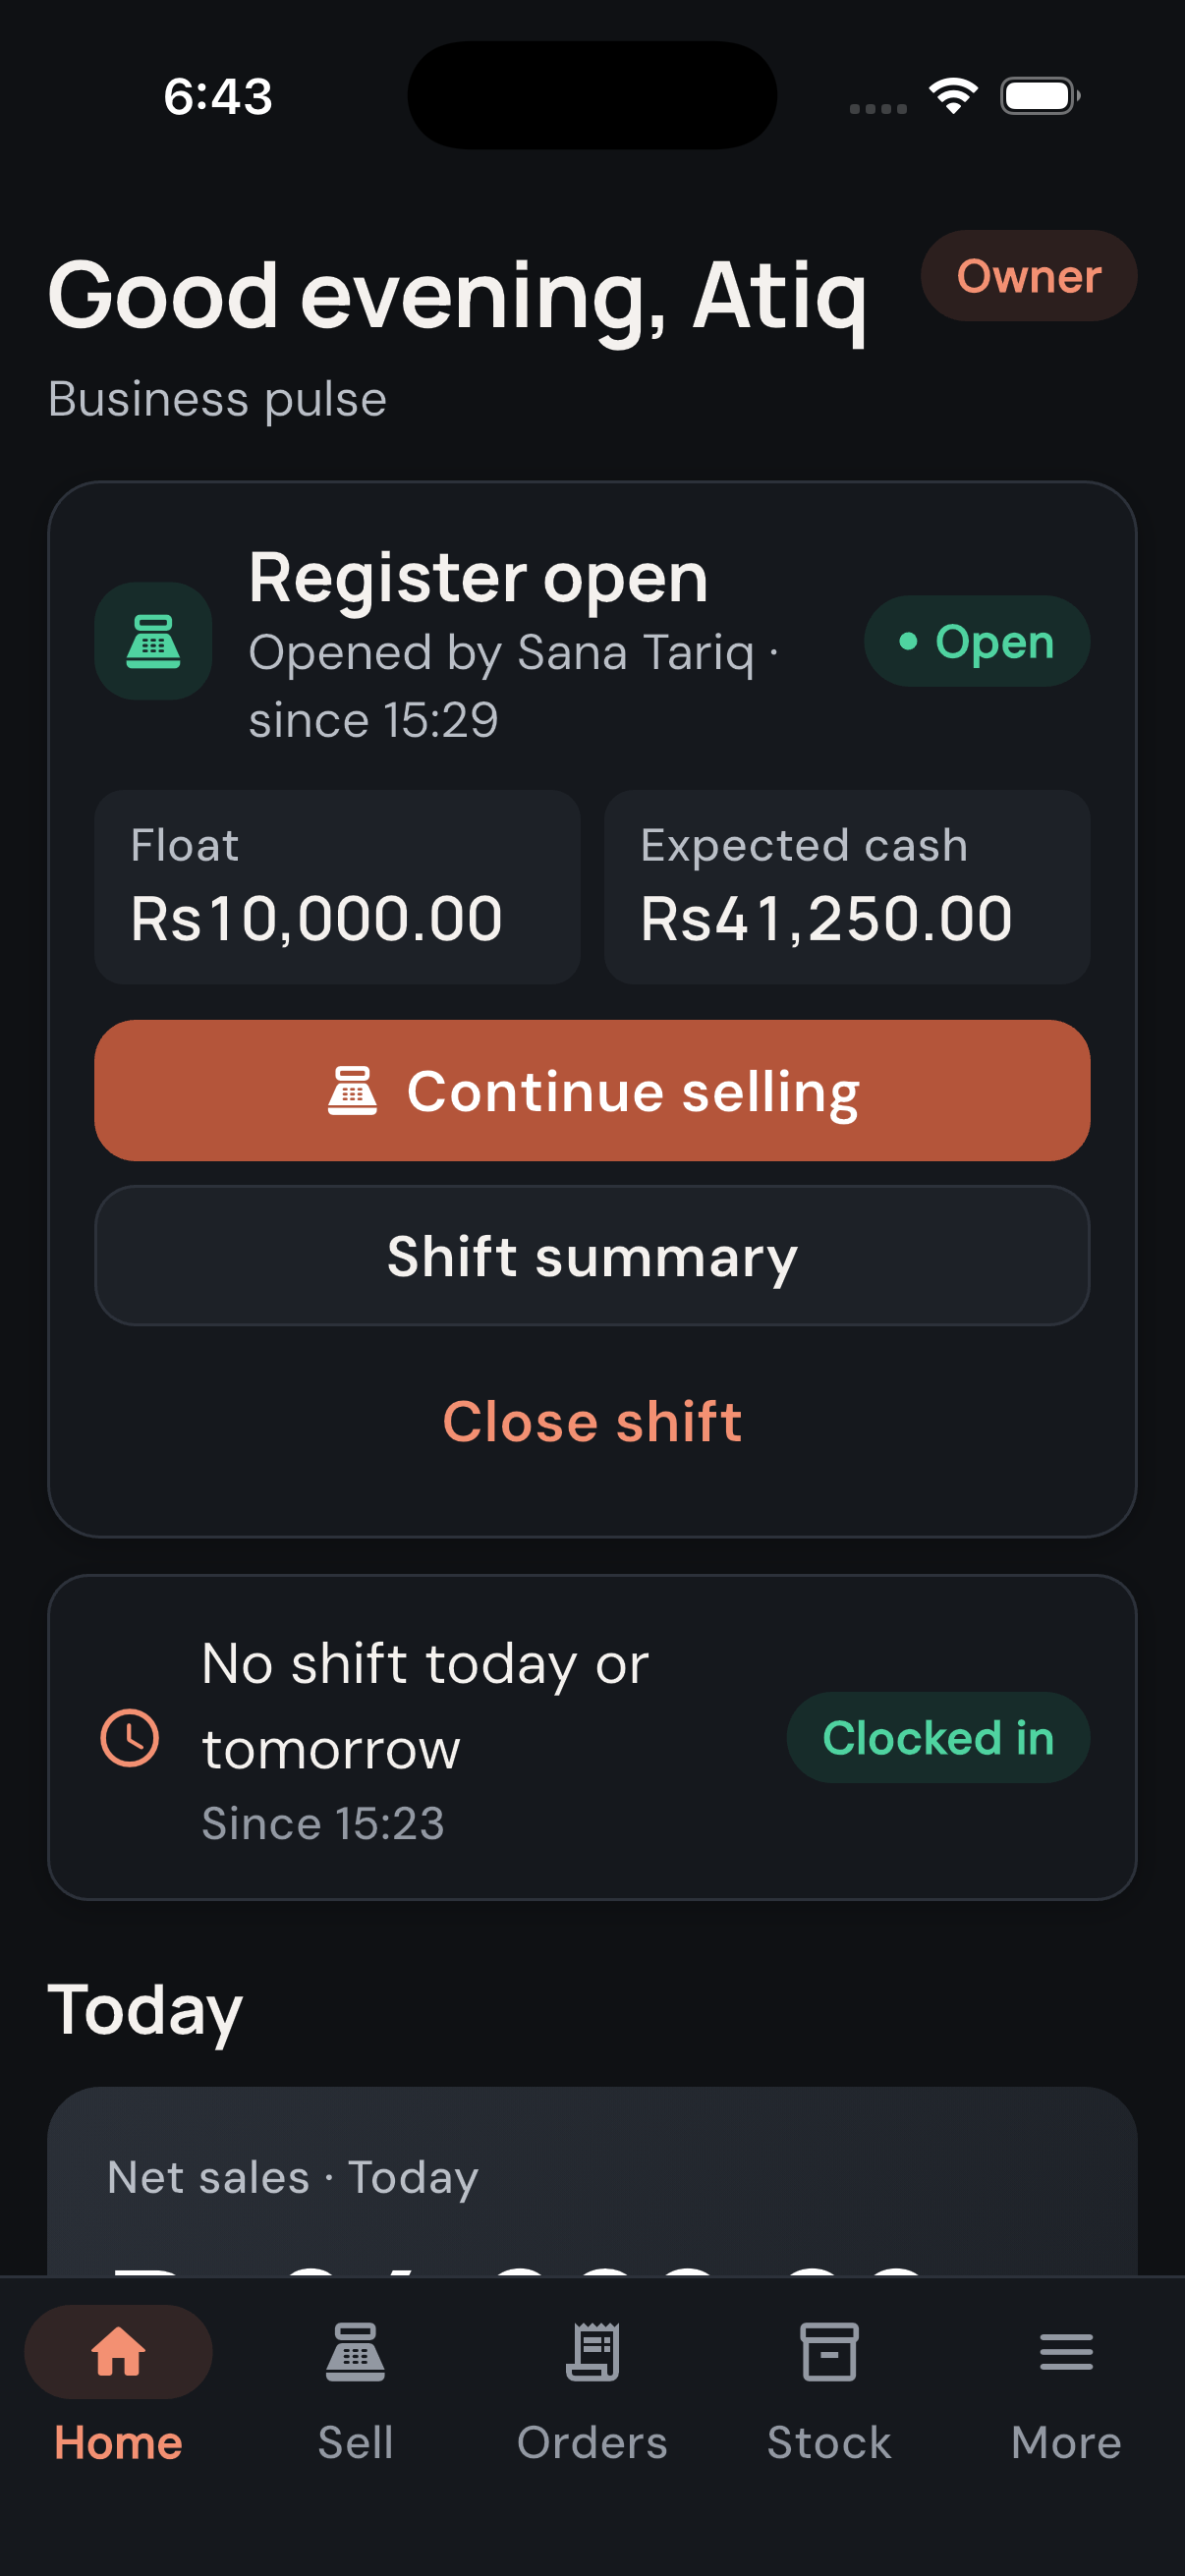 6:43
Good evening, Atiq
Owner
Business pulse
Register open
Opened by Sana Tariq ·
since 15:29
Open
Float
Rs10,000.00
Expected cash
Rs41,250.00
Continue selling
Shift summary
Close shift
No shift today or
tomorrow
Since 15:23
Clocked in
Today
Net sales · Today
Home
Sell
Orders
Stock
More